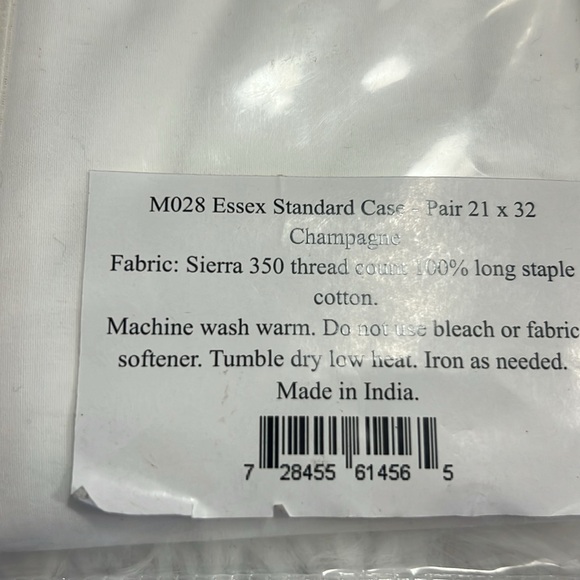 M028 Essex Standard Case - Pair 21 x 32
Champagne
Fabric: Sierra 350 thread count 100% long staple
cotton.
Machine wash warm. Do not use bleach or fabric
softener. Tumble dry low heat. Iron as needed.
Made in India.
7 28455 61456 5